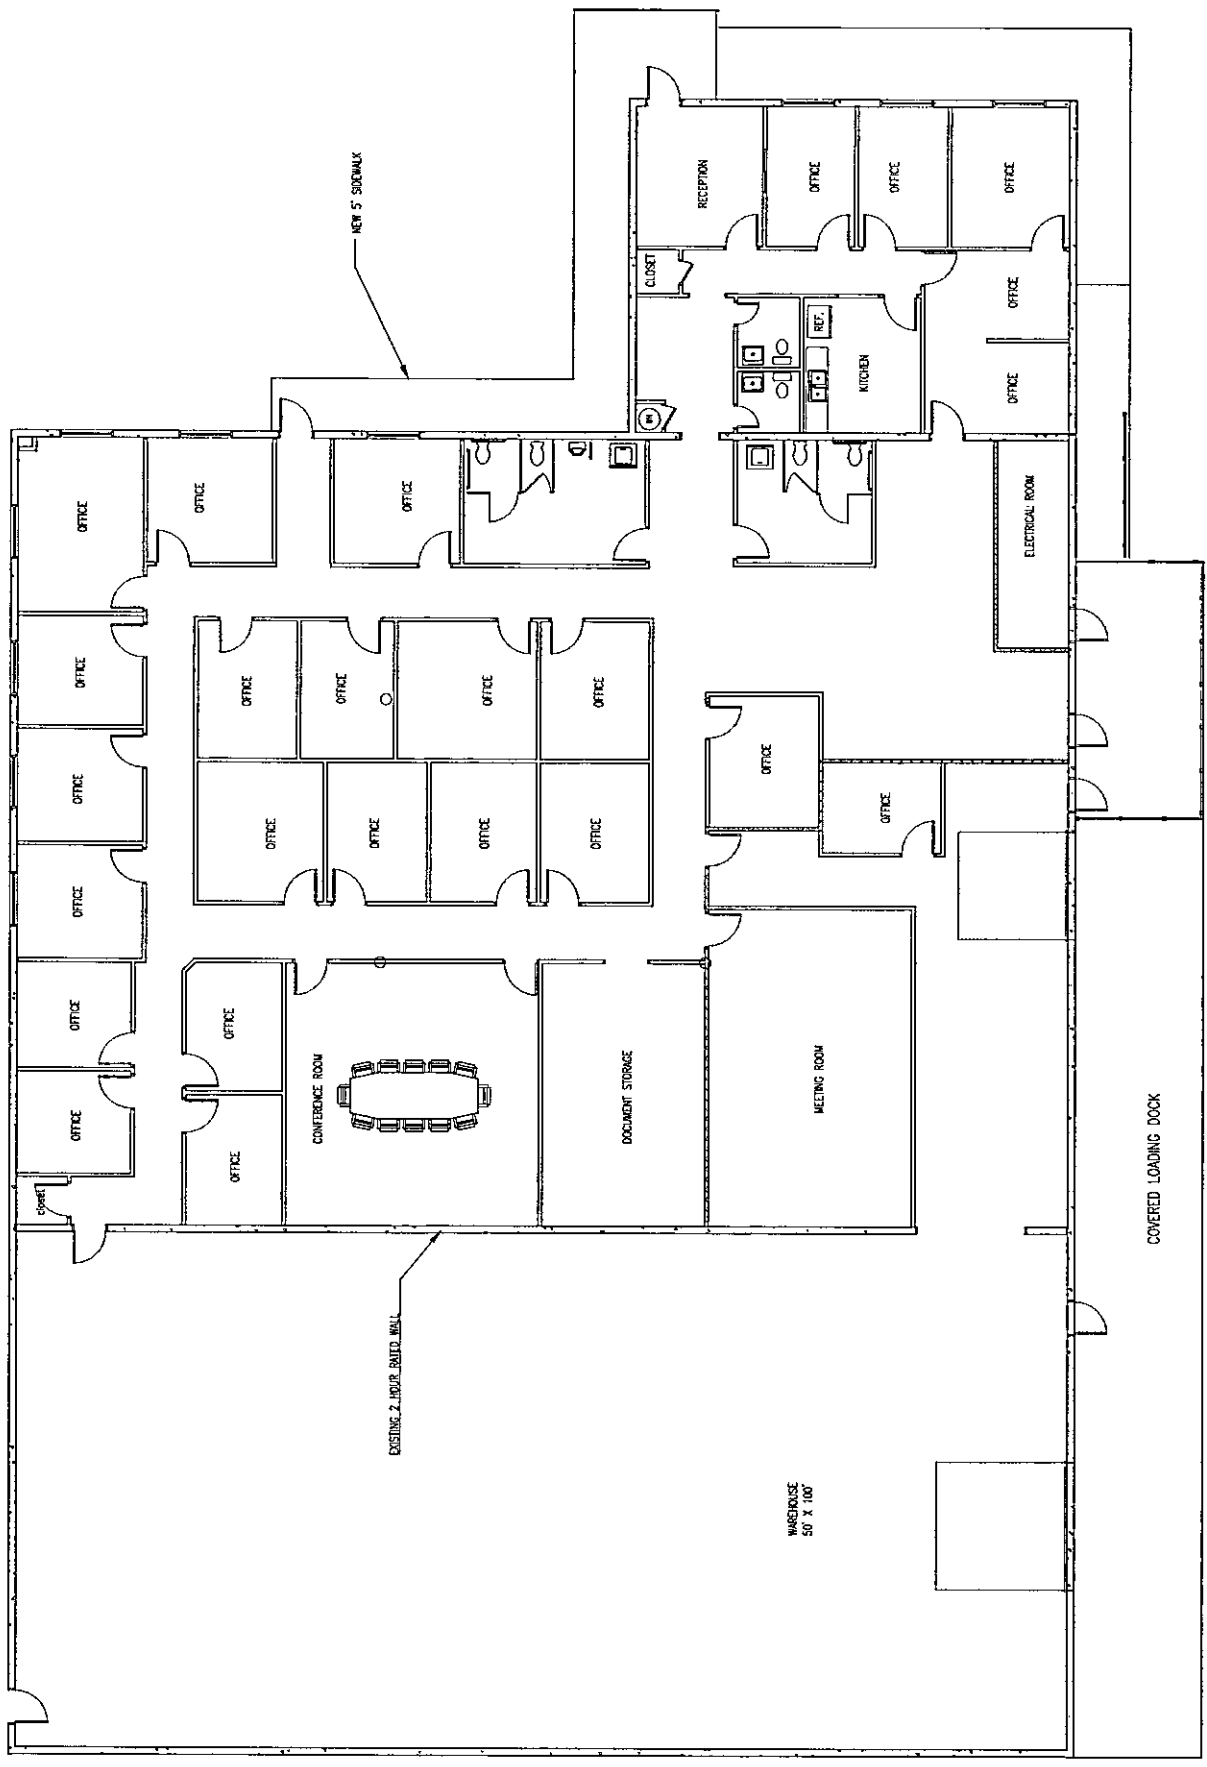 closet
OFFICE
OFFICE
OFFICE
OFFICE
OFFICE
OFFICE
OFFICE
OFFICE
OFFICE
OFFICE
OFFICE
CONFERENCE ROOM
OFFICE
NEW 5' SIDEWALK
OFFICE
EXISTING 2 HOUR RATED WALL
OFFICE
OFFICE
OFFICE
OFFICE
OFFICE
DOCUMENT STORAGE
CLOSET
RECEPTION
OFFICE
WAREHOUSE
50' X 100'
OFFICE
MEETING ROOM
REF.
KITCHEN
OFFICE
OFFICE
OFFICE
OFFICE
OFFICE
ELECTRICAL ROOM
COVERED LOADING DOCK